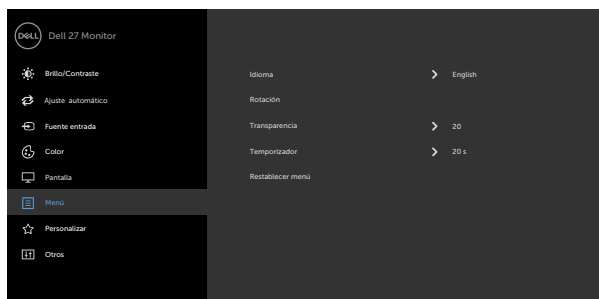 DELL Dell 27 Monitor
Brillo/Contraste
Idioma English
Ajuste automático
Rotación
Fuente entrada
Transparencia 20
Color
Temporizador 20 s
Pantalla
Restablecer menú
Menú
Personalizar
Otros